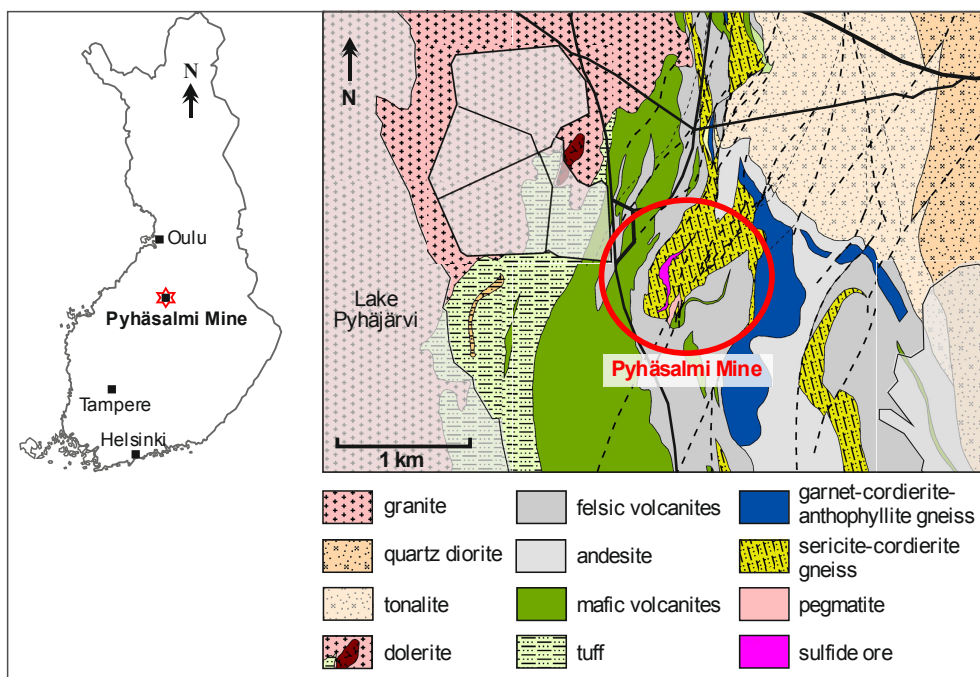 N
Oulu
Pyhäsalmi Mine
Tampere
Helsinki
N
Lake
Pyhäjärvi
Pyhäsalmi Mine
1 km
granite
quartz diorite
tonalite
dolerite
felsic volcanites
andesite
mafic volcanites
tuff
garnet-cordierite-
anthophyllite gneiss
sericite-cordierite
gneiss
pegmatite
sulfide ore